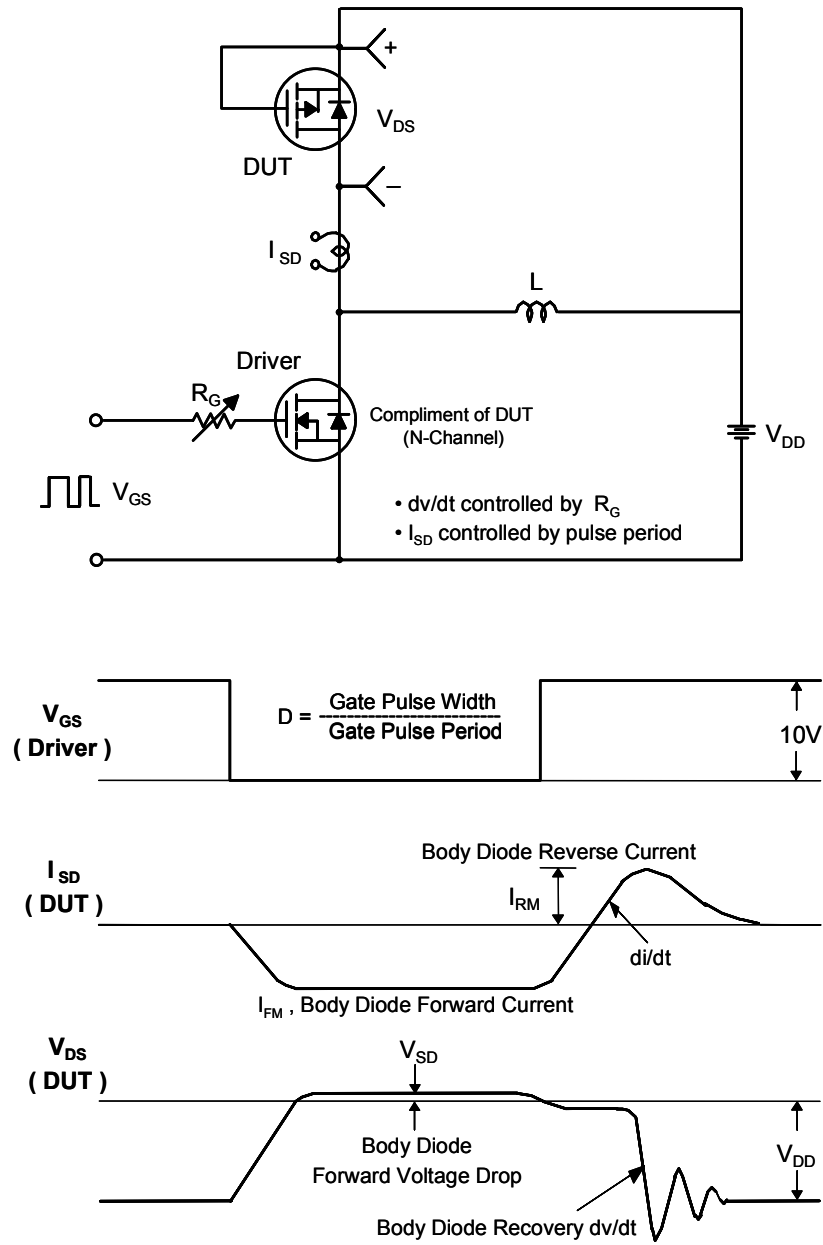 +
V_DS
DUT
–
I_SD
L
Driver
R_G
Compliment of DUT
(N-Channel)
V_DD
V_GS
• dv/dt controlled by R_G
• I_SD controlled by pulse period
V_GS
( Driver )
D = Gate Pulse Width
Gate Pulse Period
10V
Body Diode Reverse Current
I_SD
( DUT )
I_RM
di/dt
I_FM , Body Diode Forward Current
V_DS
( DUT )
V_SD
Body Diode
Forward Voltage Drop
V_DD
Body Diode Recovery dv/dt